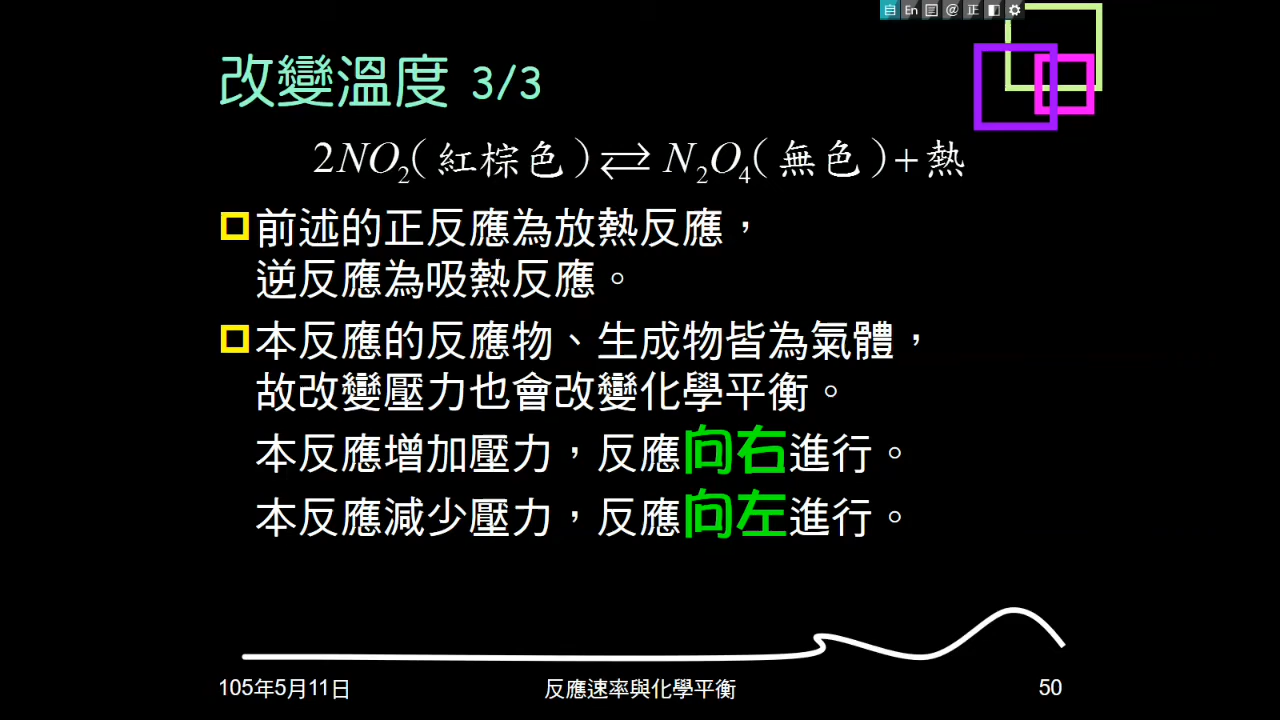 自 En @ 正
改變溫度 3/3
2NO₂(紅棕色)⇌N₂O₄(無色)+熱
前述的正反應為放熱反應，
逆反應為吸熱反應。
本反應的反應物、生成物皆為氣體，
故改變壓力也會改變化學平衡。
本反應增加壓力，反應向右進行。
本反應減少壓力，反應向左進行。
105年5月11日 反應速率與化學平衡 50